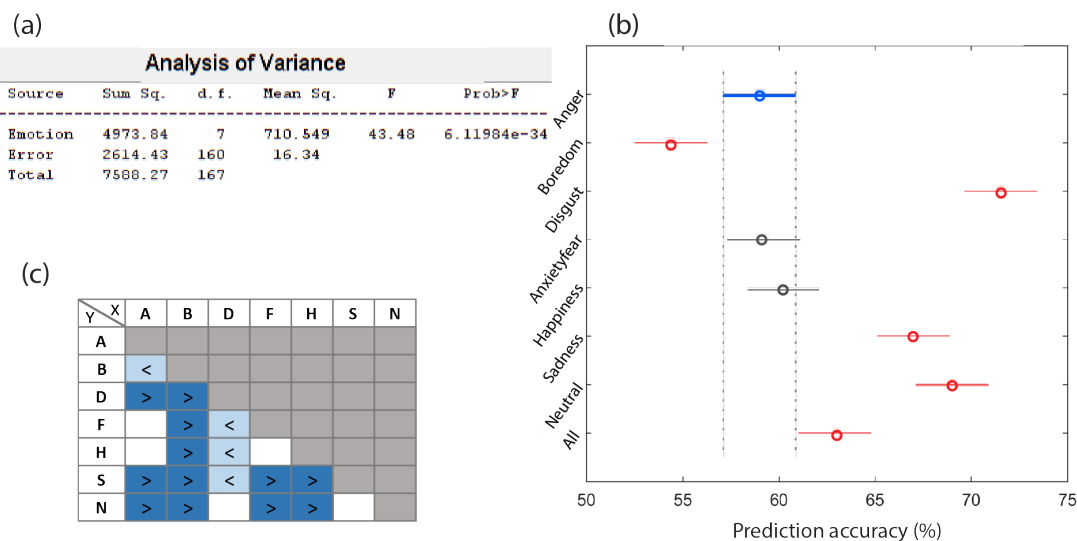 (a)
Analysis of Variance
Source Sum Sq. d.f. Mean Sq. F Prob>F
Emotion 4973.84 7 710.549 43.48 6.11984e-34
Error 2614.43 160 16.34
Total 7588.27 167
(b)
Anger
Boredom
Disgust
Anxietyfear
Happiness
Sadness
Neutral
All
50 55 60 65 70 75
Prediction accuracy (%)
(c)
Y X A B D F H S N
A
B <
D > >
F > <
H > <
S > > < > >
N > > > >